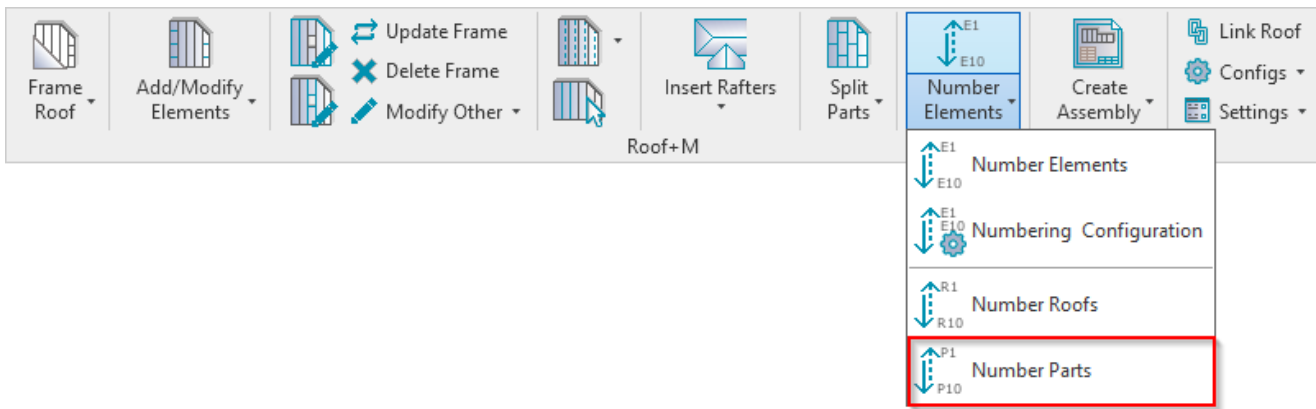 Frame
Roof
Add/Modify
Elements
Update Frame
Delete Frame
Modify Other
Insert Rafters
Split
Parts
E1
E10
Number
Elements
Create
Assembly
Link Roof
Configs
Settings
Roof+M
E1
E10
Number Elements
E1
E10
Numbering Configuration
R1
R10
Number Roofs
P1
P10
Number Parts